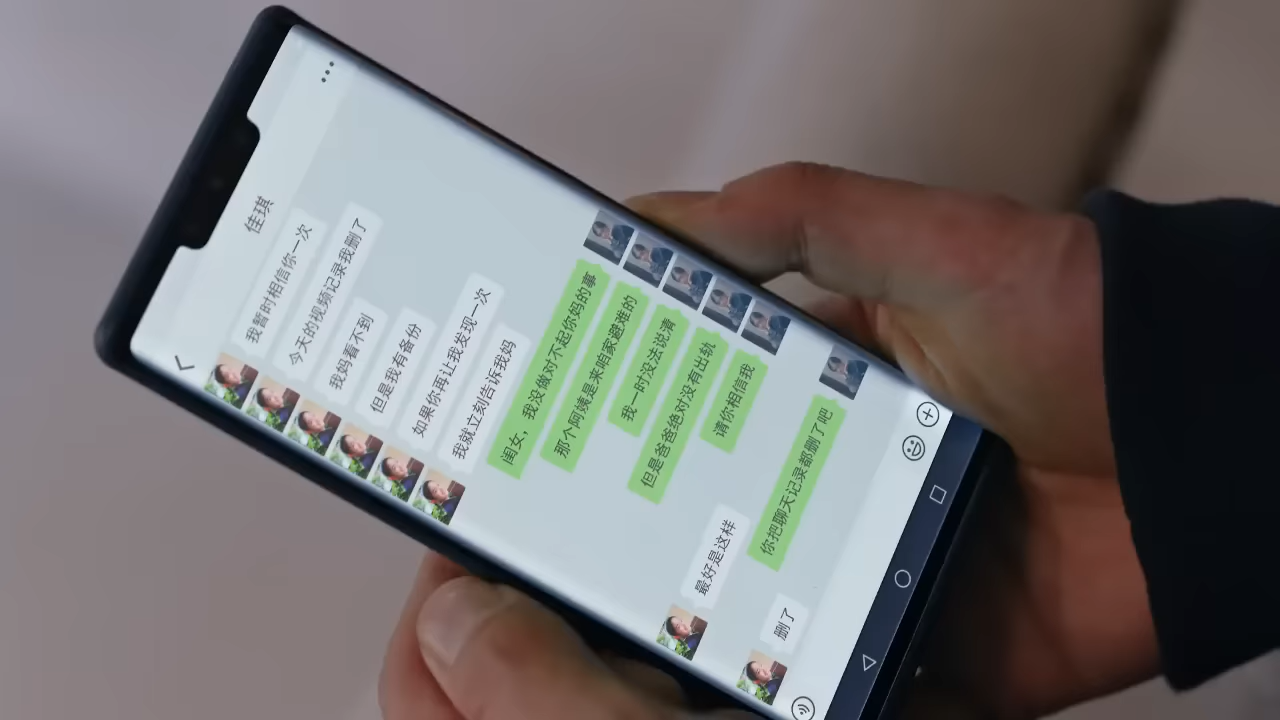 佳琪
我暂时相信你一次
今天的视频记录我删了
我妈看不到
但是我有备份
如果你再让我发现一次
我就立刻告诉我妈
闺女，我没做对不起你妈的事
那个阿姨是来咱家避难的
我一时没法说清
但是爸爸绝对没有出轨
请你相信我
最好是这样
你把聊天记录都删了吧
删了